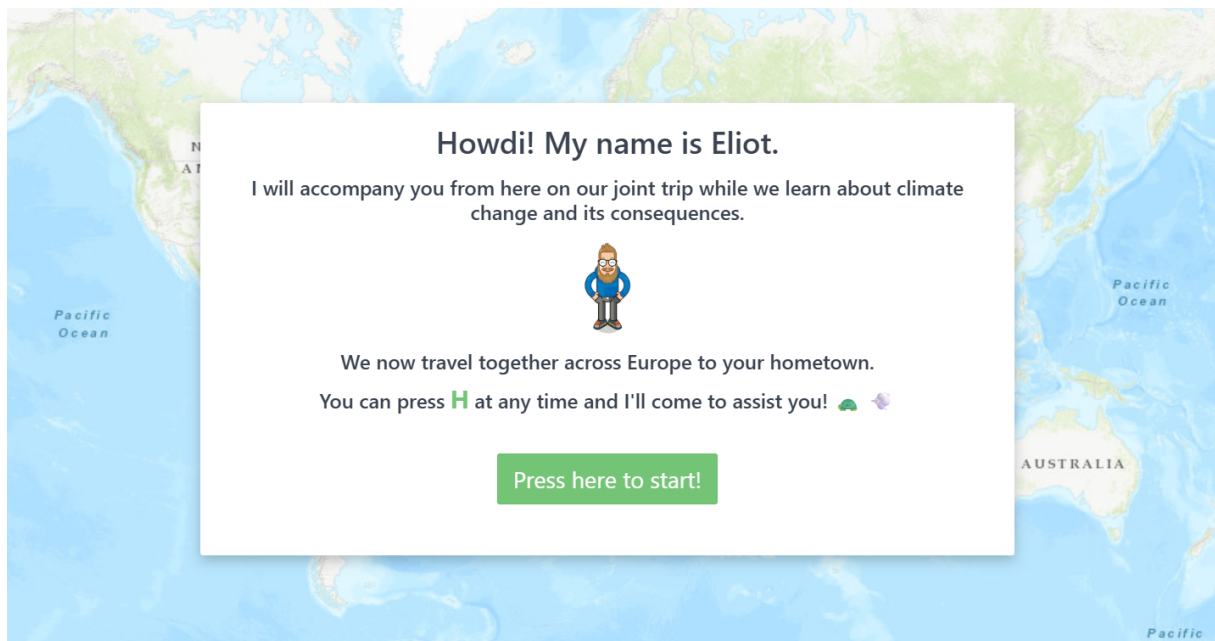 Howdi! My name is Eliot.
I will accompany you from here on our joint trip while we learn about climate
change and its consequences.
We now travel together across Europe to your hometown.
You can press H at any time and I'll come to assist you!
Press here to start!
Pacific
Ocean
Pacific
Ocean
AUSTRALIA
Pacific